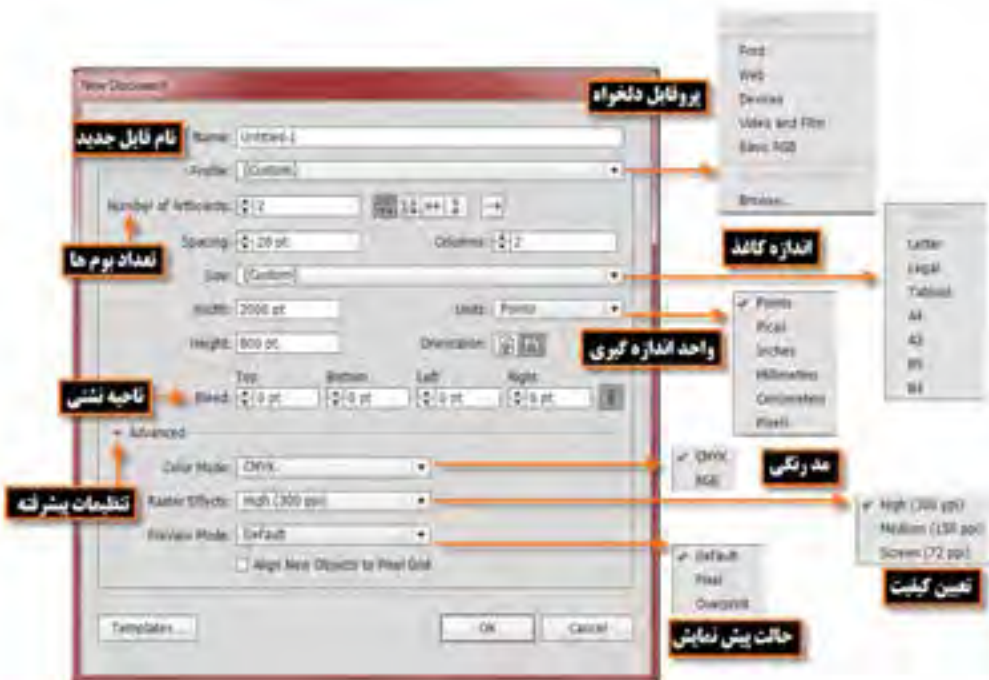 New Document
نام فایل جدید
Name: Untitled-1
Profile: [Custom]
پروفایل دلخواه
Print
Web
Devices
Video and Film
Basic RGB
Browse...
Number of Artboards: 2
تعداد بوم ها
Spacing: 20 pt
Columns: 2
Size: [Custom]
اندازه کاغذ
Letter
Legal
Tabloid
A4
A3
B5
B4
Width: 2000 pt
Units: Points
واحد اندازه گیری
Points
Picas
Inches
Millimeters
Centimeters
Pixels
Height: 800 pt
Orientation:
Top Bottom Left Right
ناحیه نشتی
Bleed: 0 pt 0 pt 0 pt 0 pt
Advanced
تنظیمات پیشرفته
Color Mode: CMYK
مد رنگی
CMYK
RGB
Raster Effects: High (300 ppi)
High (300 ppi)
Medium (150 ppi)
Screen (72 ppi)
تعیین کیفیت
Preview Mode: Default
Default
Pixel
Overprint
حالت پیش نمایش
Align New Objects to Pixel Grid
Templates...
OK
Cancel